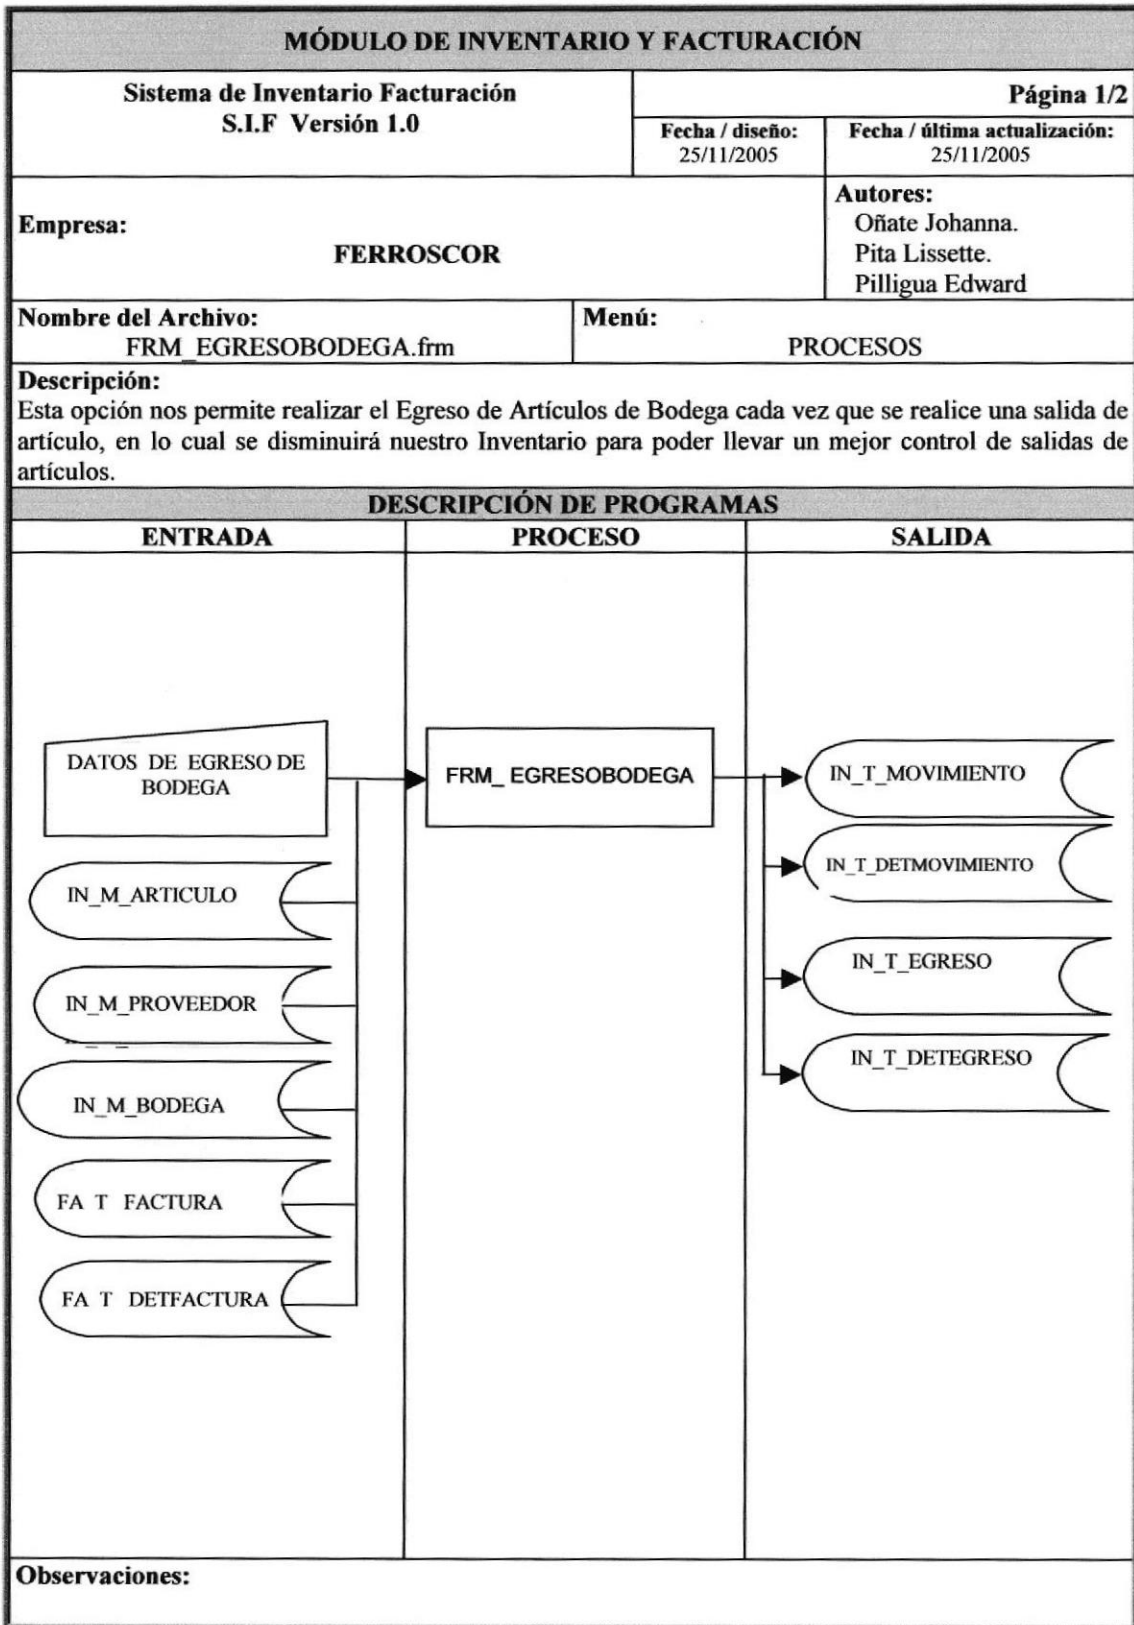 MÓDULO DE INVENTARIO Y FACTURACIÓN
Sistema de Inventario Facturación
S.I.F Versión 1.0
Página 1/2
Fecha / diseño:
25/11/2005
Fecha / última actualización:
25/11/2005
Empresa:
FERROSCOR
Autores:
Oñate Johanna.
Pita Lissette.
Pilligua Edward
Nombre del Archivo:
FRM_EGRESOBODEGA.frm
Menú:
PROCESOS
Descripción:
Esta opción nos permite realizar el Egreso de Artículos de Bodega cada vez que se realice una salida de
artículo, en lo cual se disminuirá nuestro Inventario para poder llevar un mejor control de salidas de
artículos.
DESCRIPCIÓN DE PROGRAMAS
ENTRADA
PROCESO
SALIDA
DATOS DE EGRESO DE
BODEGA
IN_M_ARTICULO
IN_M_PROVEEDOR
IN_M_BODEGA
FA T FACTURA
FA T DETFACTURA
FRM_ EGRESOBODEGA
IN_T_MOVIMIENTO
IN_T_DETMOVIMIENTO
IN_T_EGRESO
IN_T_DETEGRESO
Observaciones: